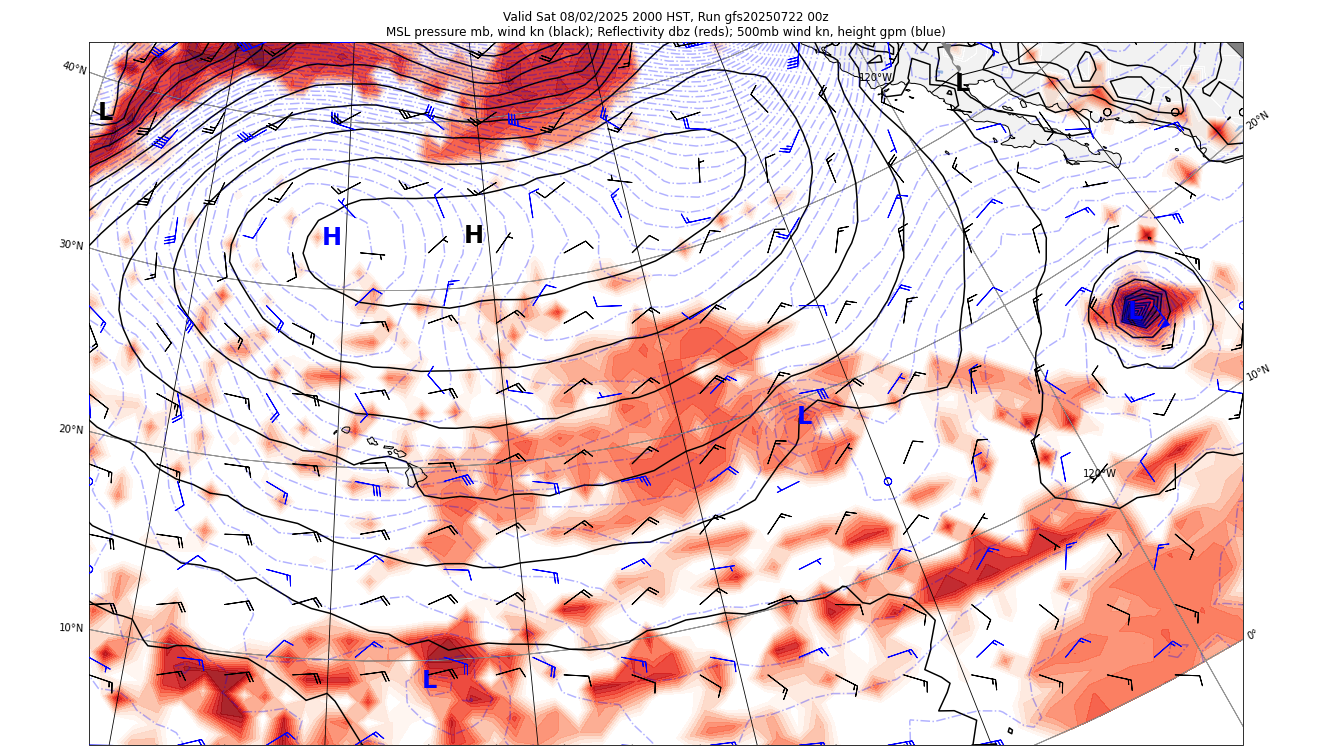 Valid Sat 08/02/2025 2000 HST, Run gfs20250722 00z
MSL pressure mb, wind kn (black); Reflectivity dbz (reds); 500mb wind kn, height gpm (blue)
40°N
120°W
L
L
20°N
30°N
H
H
L
10°N
20°N
L
120°W
10°N
0°
L